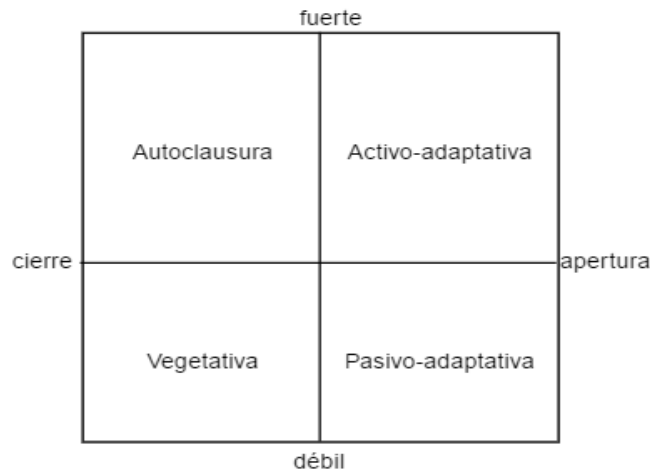 fuerte
Autoclausura
Activo-adaptativa
cierre
apertura
Vegetativa
Pasivo-adaptativa
débil